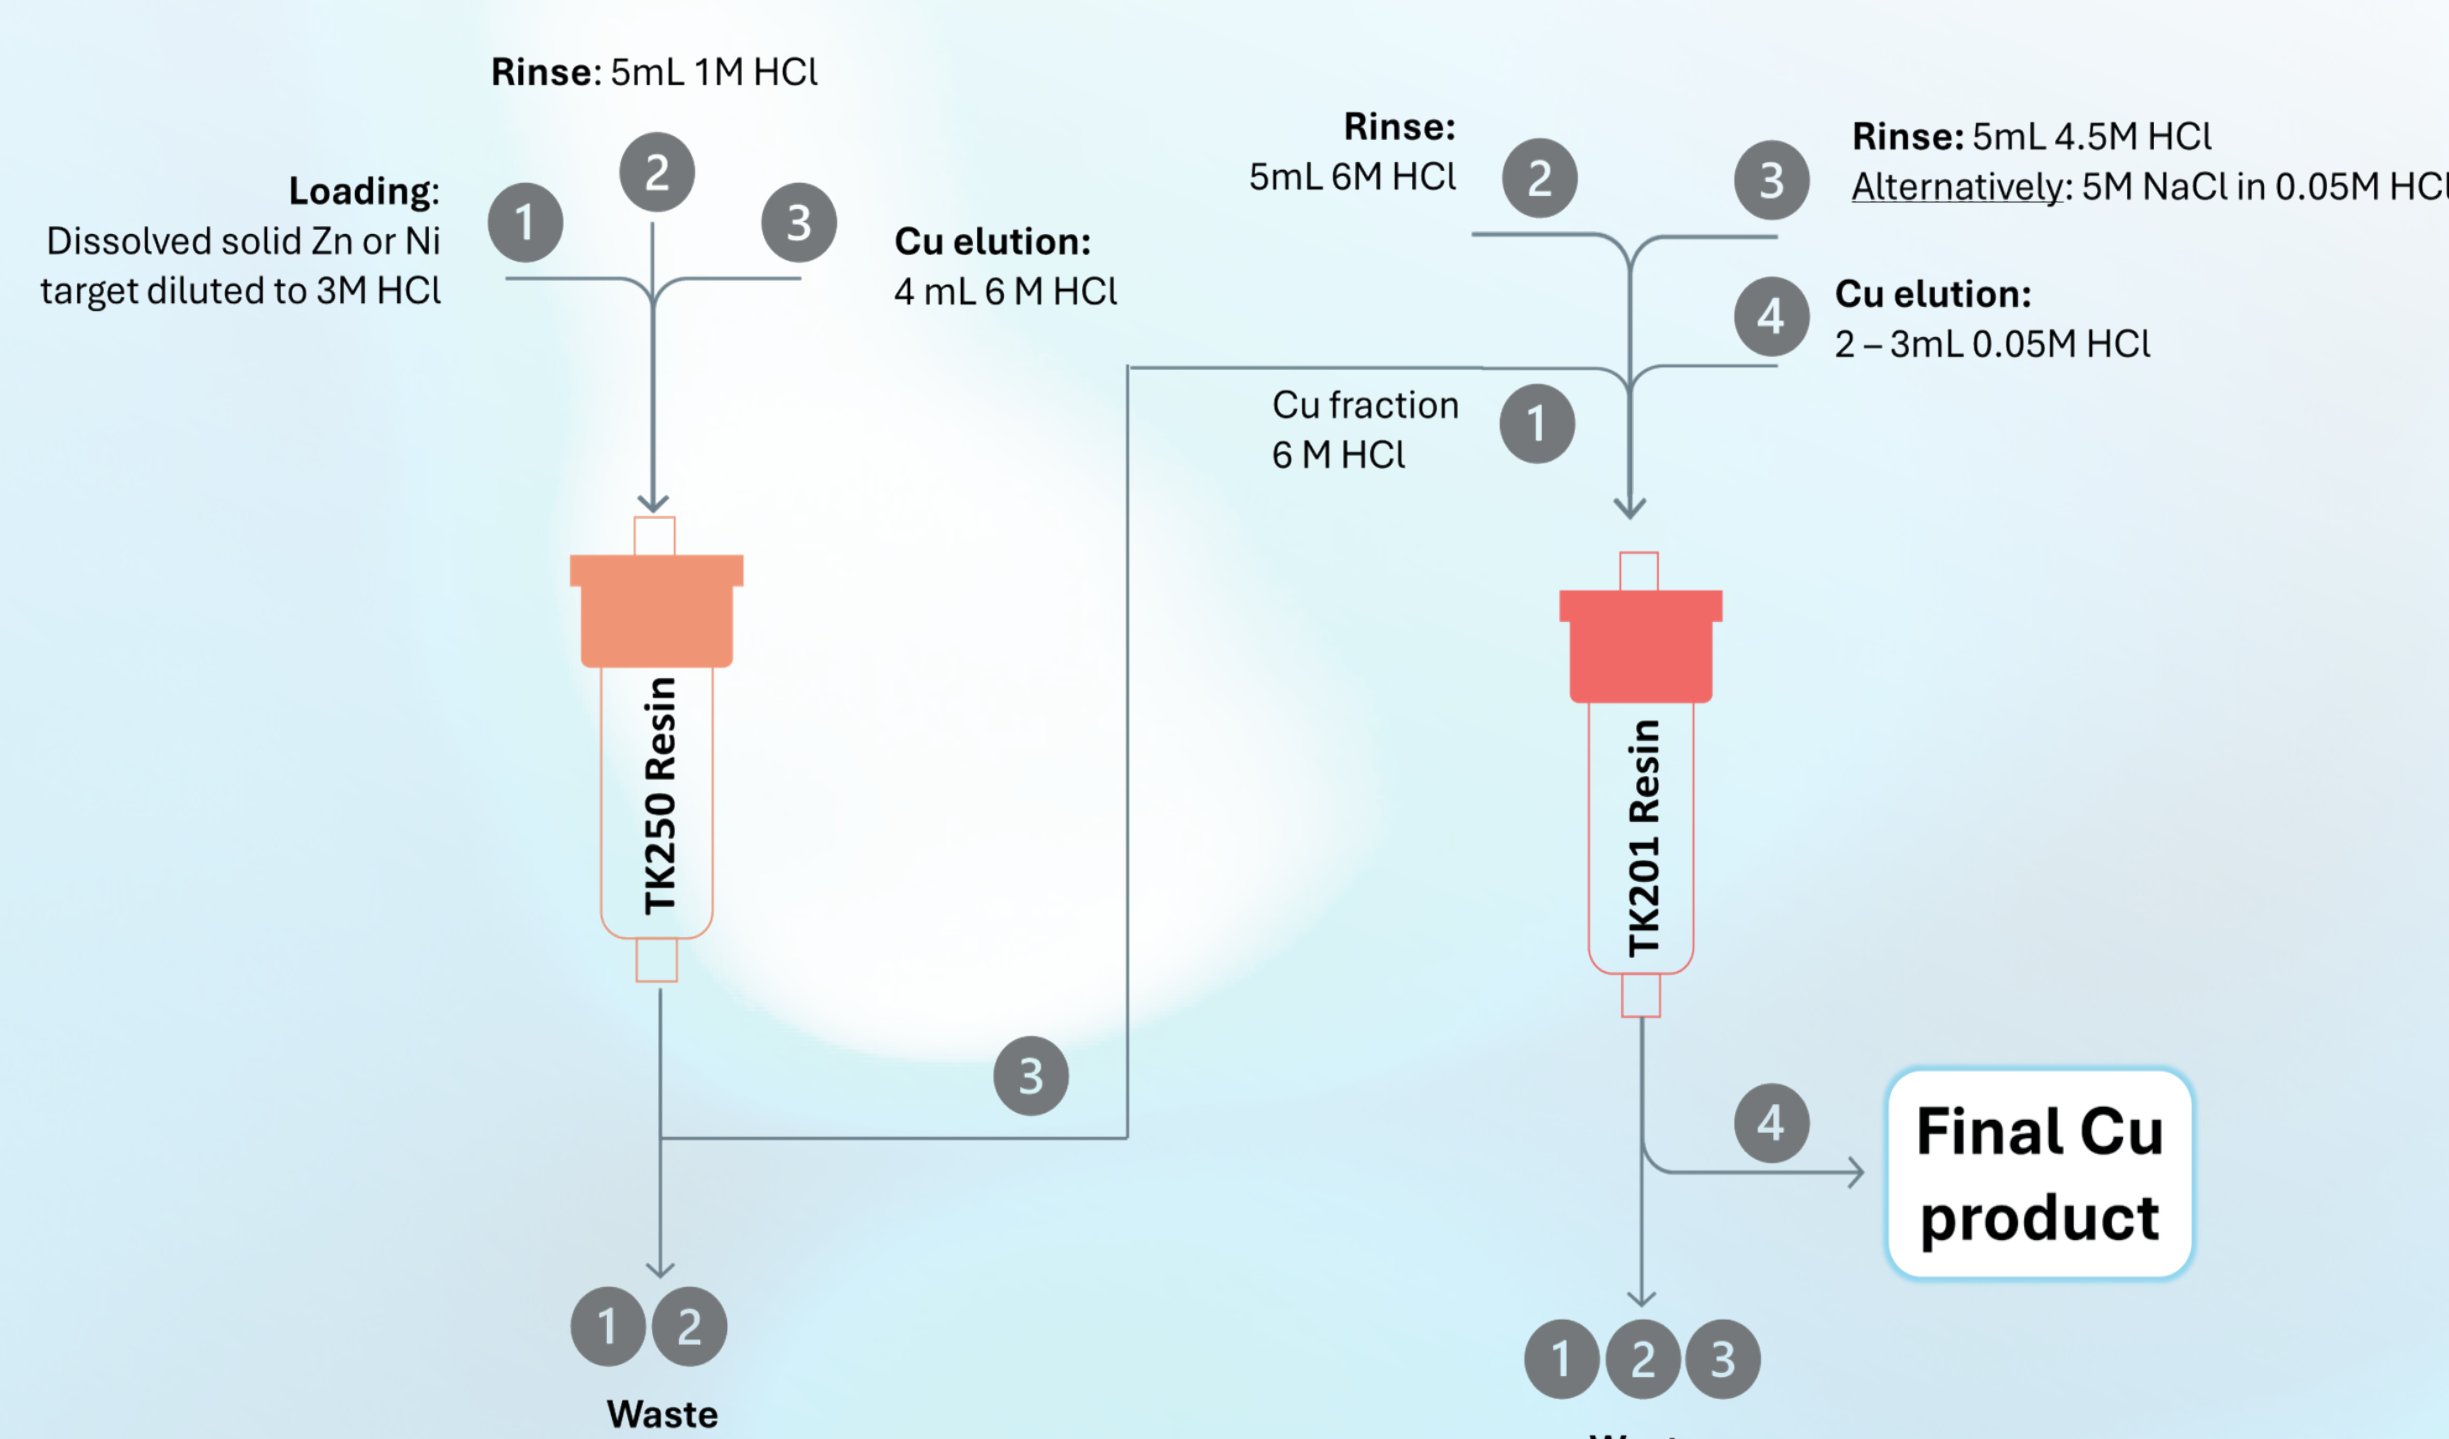 Rinse: 5mL 1M HCl
2
Loading:
Dissolved solid Zn or Ni
target diluted to 3M HCl
1
3
Cu elution:
4 mL 6 M HCl
TK250 Resin
3
1 2
Waste
Rinse:
5mL 6M HCl
2
3
Rinse: 5mL 4.5M HCl
Alternatively: 5M NaCl in 0.05M HCl
4
Cu elution:
2 – 3mL 0.05M HCl
Cu fraction
6 M HCl
1
TK201 Resin
4
Final Cu
product
1 2 3